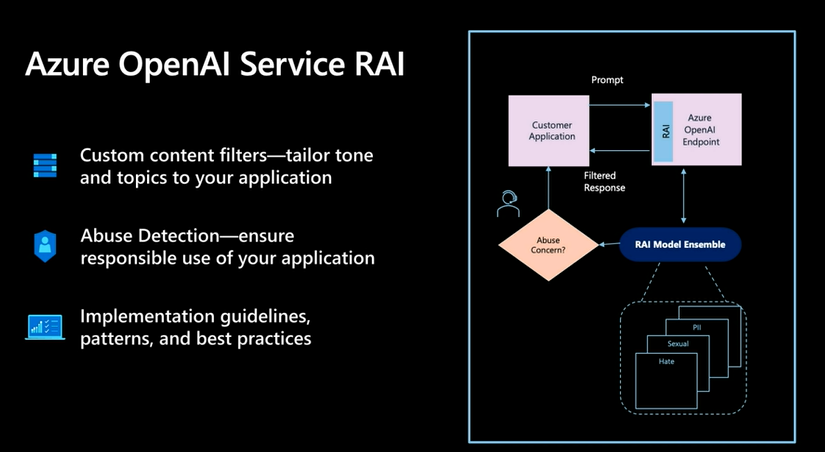 Azure OpenAI Service RAI
Custom content filters—tailor tone
and topics to your application
Abuse Detection—ensure
responsible use of your application
Implementation guidelines,
patterns, and best practices
Prompt
Customer
Application
RAI
Azure
OpenAI
Endpoint
Filtered
Response
Abuse
Concern?
RAI Model Ensemble
PII
Sexual
Hate